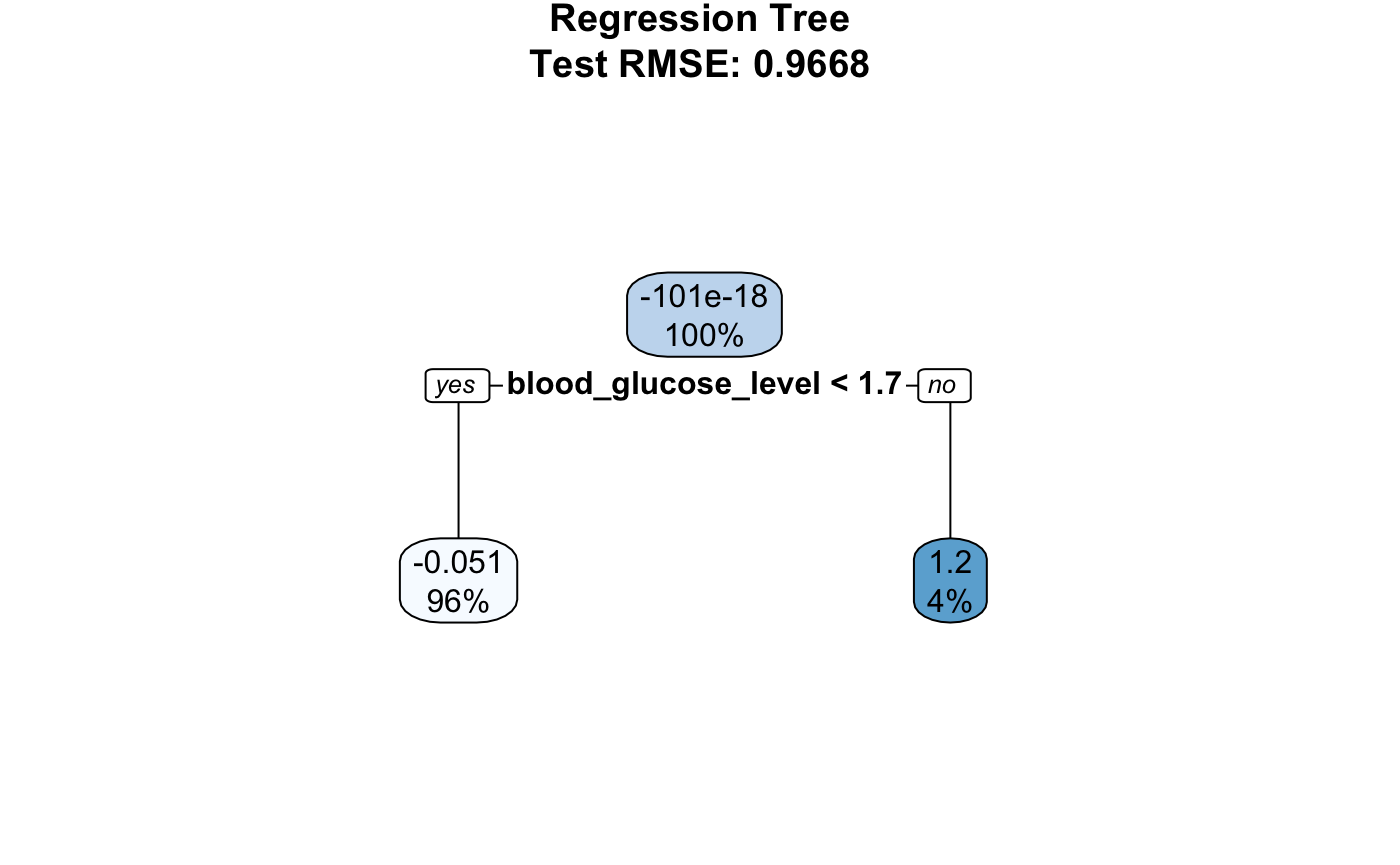 Regression Tree
Test RMSE: 0.9668
-101e-18
100%
yes blood_glucose_level < 1.7 no
-0.051
96%
1.2
4%